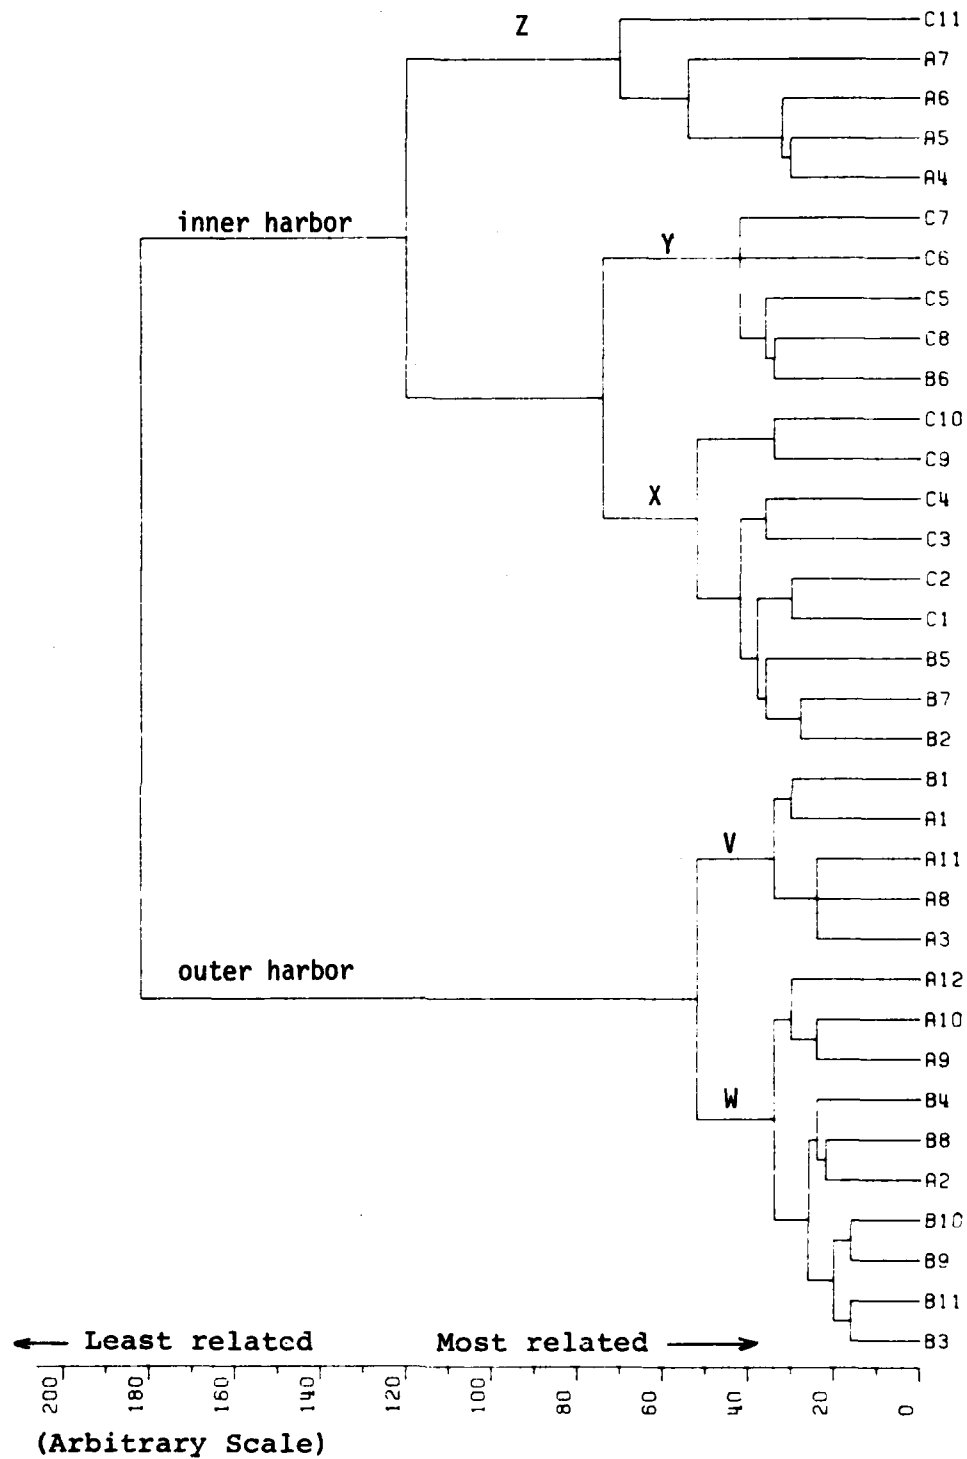 Z
C11
A7
A6
A5
A4
inner harbor
C7
Y
C6
C5
C8
B6
C10
C9
X
C4
C3
C2
C1
B5
B7
B2
B1
A1
V
A11
A8
A3
outer harbor
A12
A10
A9
W
B4
B8
A2
B10
B9
B11
B3
Least related Most related
200 180 160 140 120 100 80 60 40 20 0
(Arbitrary Scale)